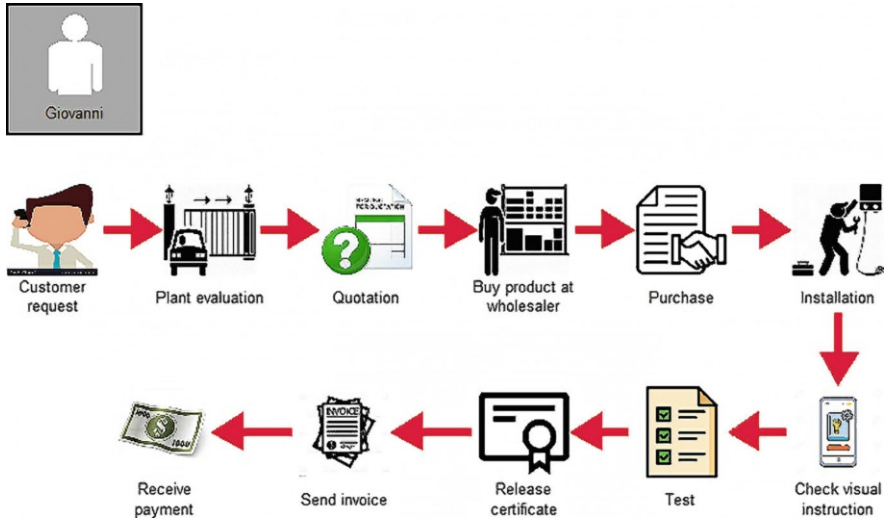 Giovanni
Customer
request
Plant evaluation
Quotation
Buy product at
wholesaler
Purchase
Installation
INVOICE
Receive
payment
Send invoice
Release
certificate
Test
Check visual
instruction